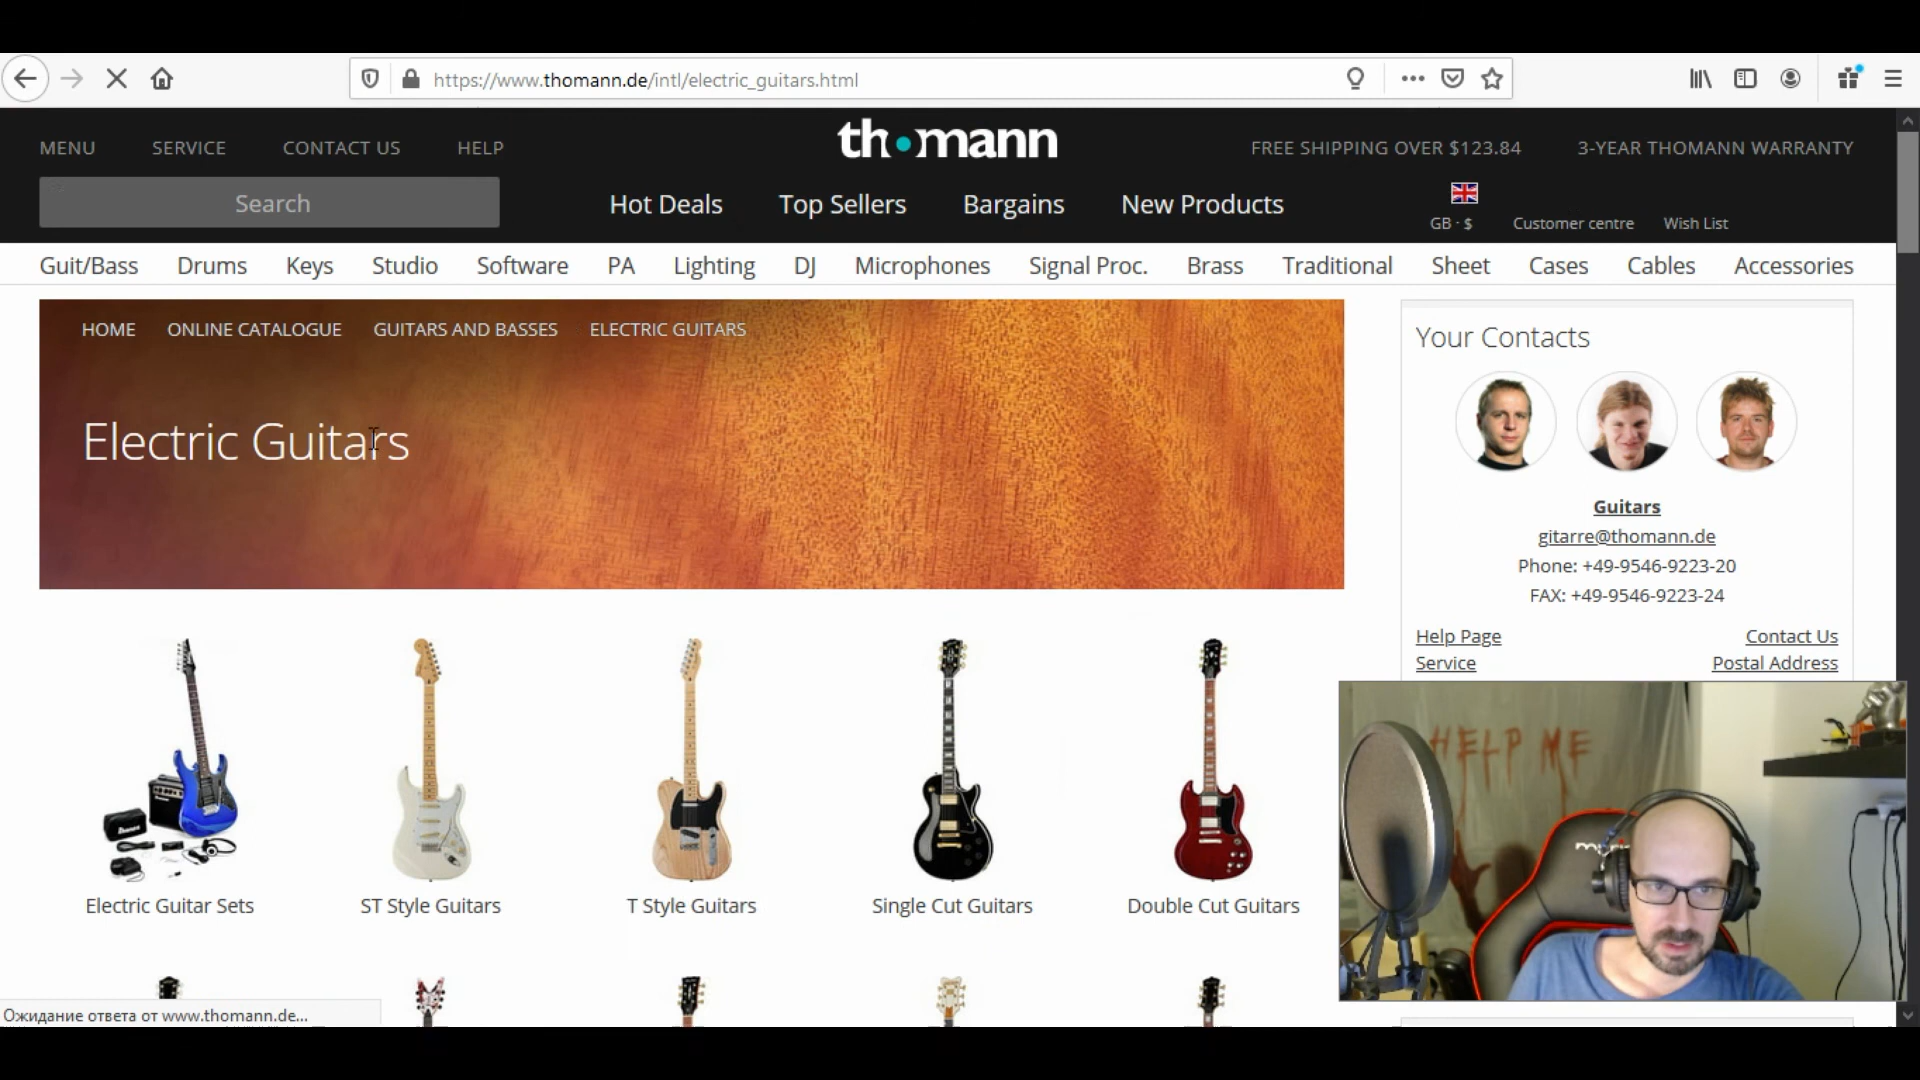 https://www.thomann.de/intl/electric_guitars.html
MENU SERVICE CONTACT US HELP
th•mann
FREE SHIPPING OVER $123.84 3-YEAR THOMANN WARRANTY
Search
Hot Deals Top Sellers Bargains New Products
GB · $ Customer centre Wish List
Guit/Bass Drums Keys Studio Software PA Lighting DJ Microphones Signal Proc. Brass Traditional Sheet Cases Cables Accessories
HOME ONLINE CATALOGUE GUITARS AND BASSES ELECTRIC GUITARS
Electric Guitars
Your Contacts
Guitars
gitarre@thomann.de
Phone: +49-9546-9223-20
FAX: +49-9546-9223-24
Help Page Contact Us
Service Postal Address
HELP ME
Electric Guitar Sets ST Style Guitars T Style Guitars Single Cut Guitars Double Cut Guitars
Ожидание ответа от www.thomann.de...